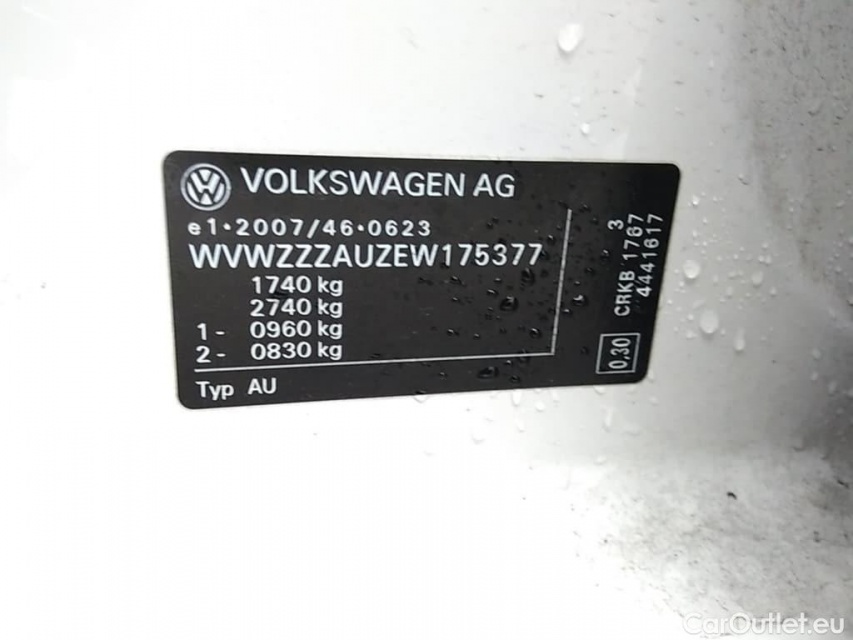 VOLKSWAGEN AG
e1•2007/46•0623
WVWZZZAUZEW175377
1740 kg
2740 kg
1 - 0960 kg
2 - 0830 kg
Typ AU
3
CRKB 1767
4441617
0,30
CarOutlet.eu